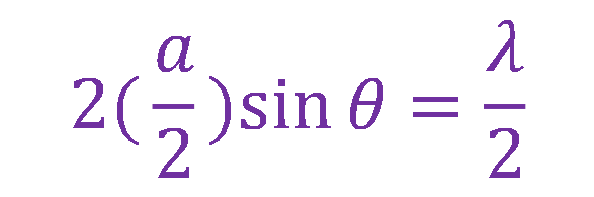 2(a/2)sin θ = λ/2